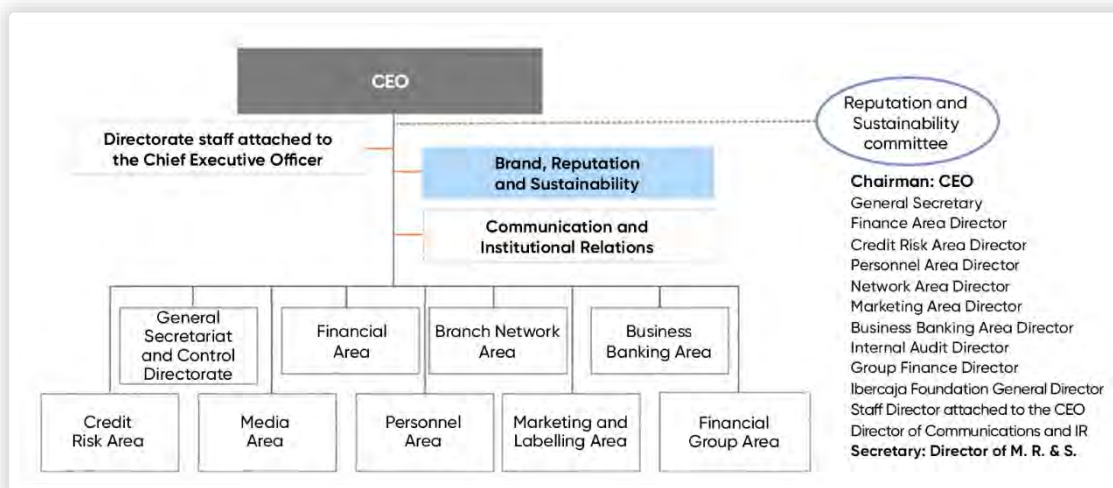 CEO
Directorate staff attached to
the Chief Executive Officer
Brand, Reputation
and Sustainability
Communication and
Institutional Relations
General
Secretariat
and Control
Directorate
Financial
Area
Branch Network
Area
Business
Banking Area
Credit
Risk Area
Media
Area
Personnel
Area
Marketing and
Labelling Area
Financial
Group Area
Reputation and
Sustainability
committee
Chairman: CEO
General Secretary
Finance Area Director
Credit Risk Area Director
Personnel Area Director
Network Area Director
Marketing Area Director
Business Banking Area Director
Internal Audit Director
Group Finance Director
Ibercaja Foundation General Director
Staff Director attached to the CEO
Director of Communications and IR
Secretary: Director of M. R. & S.